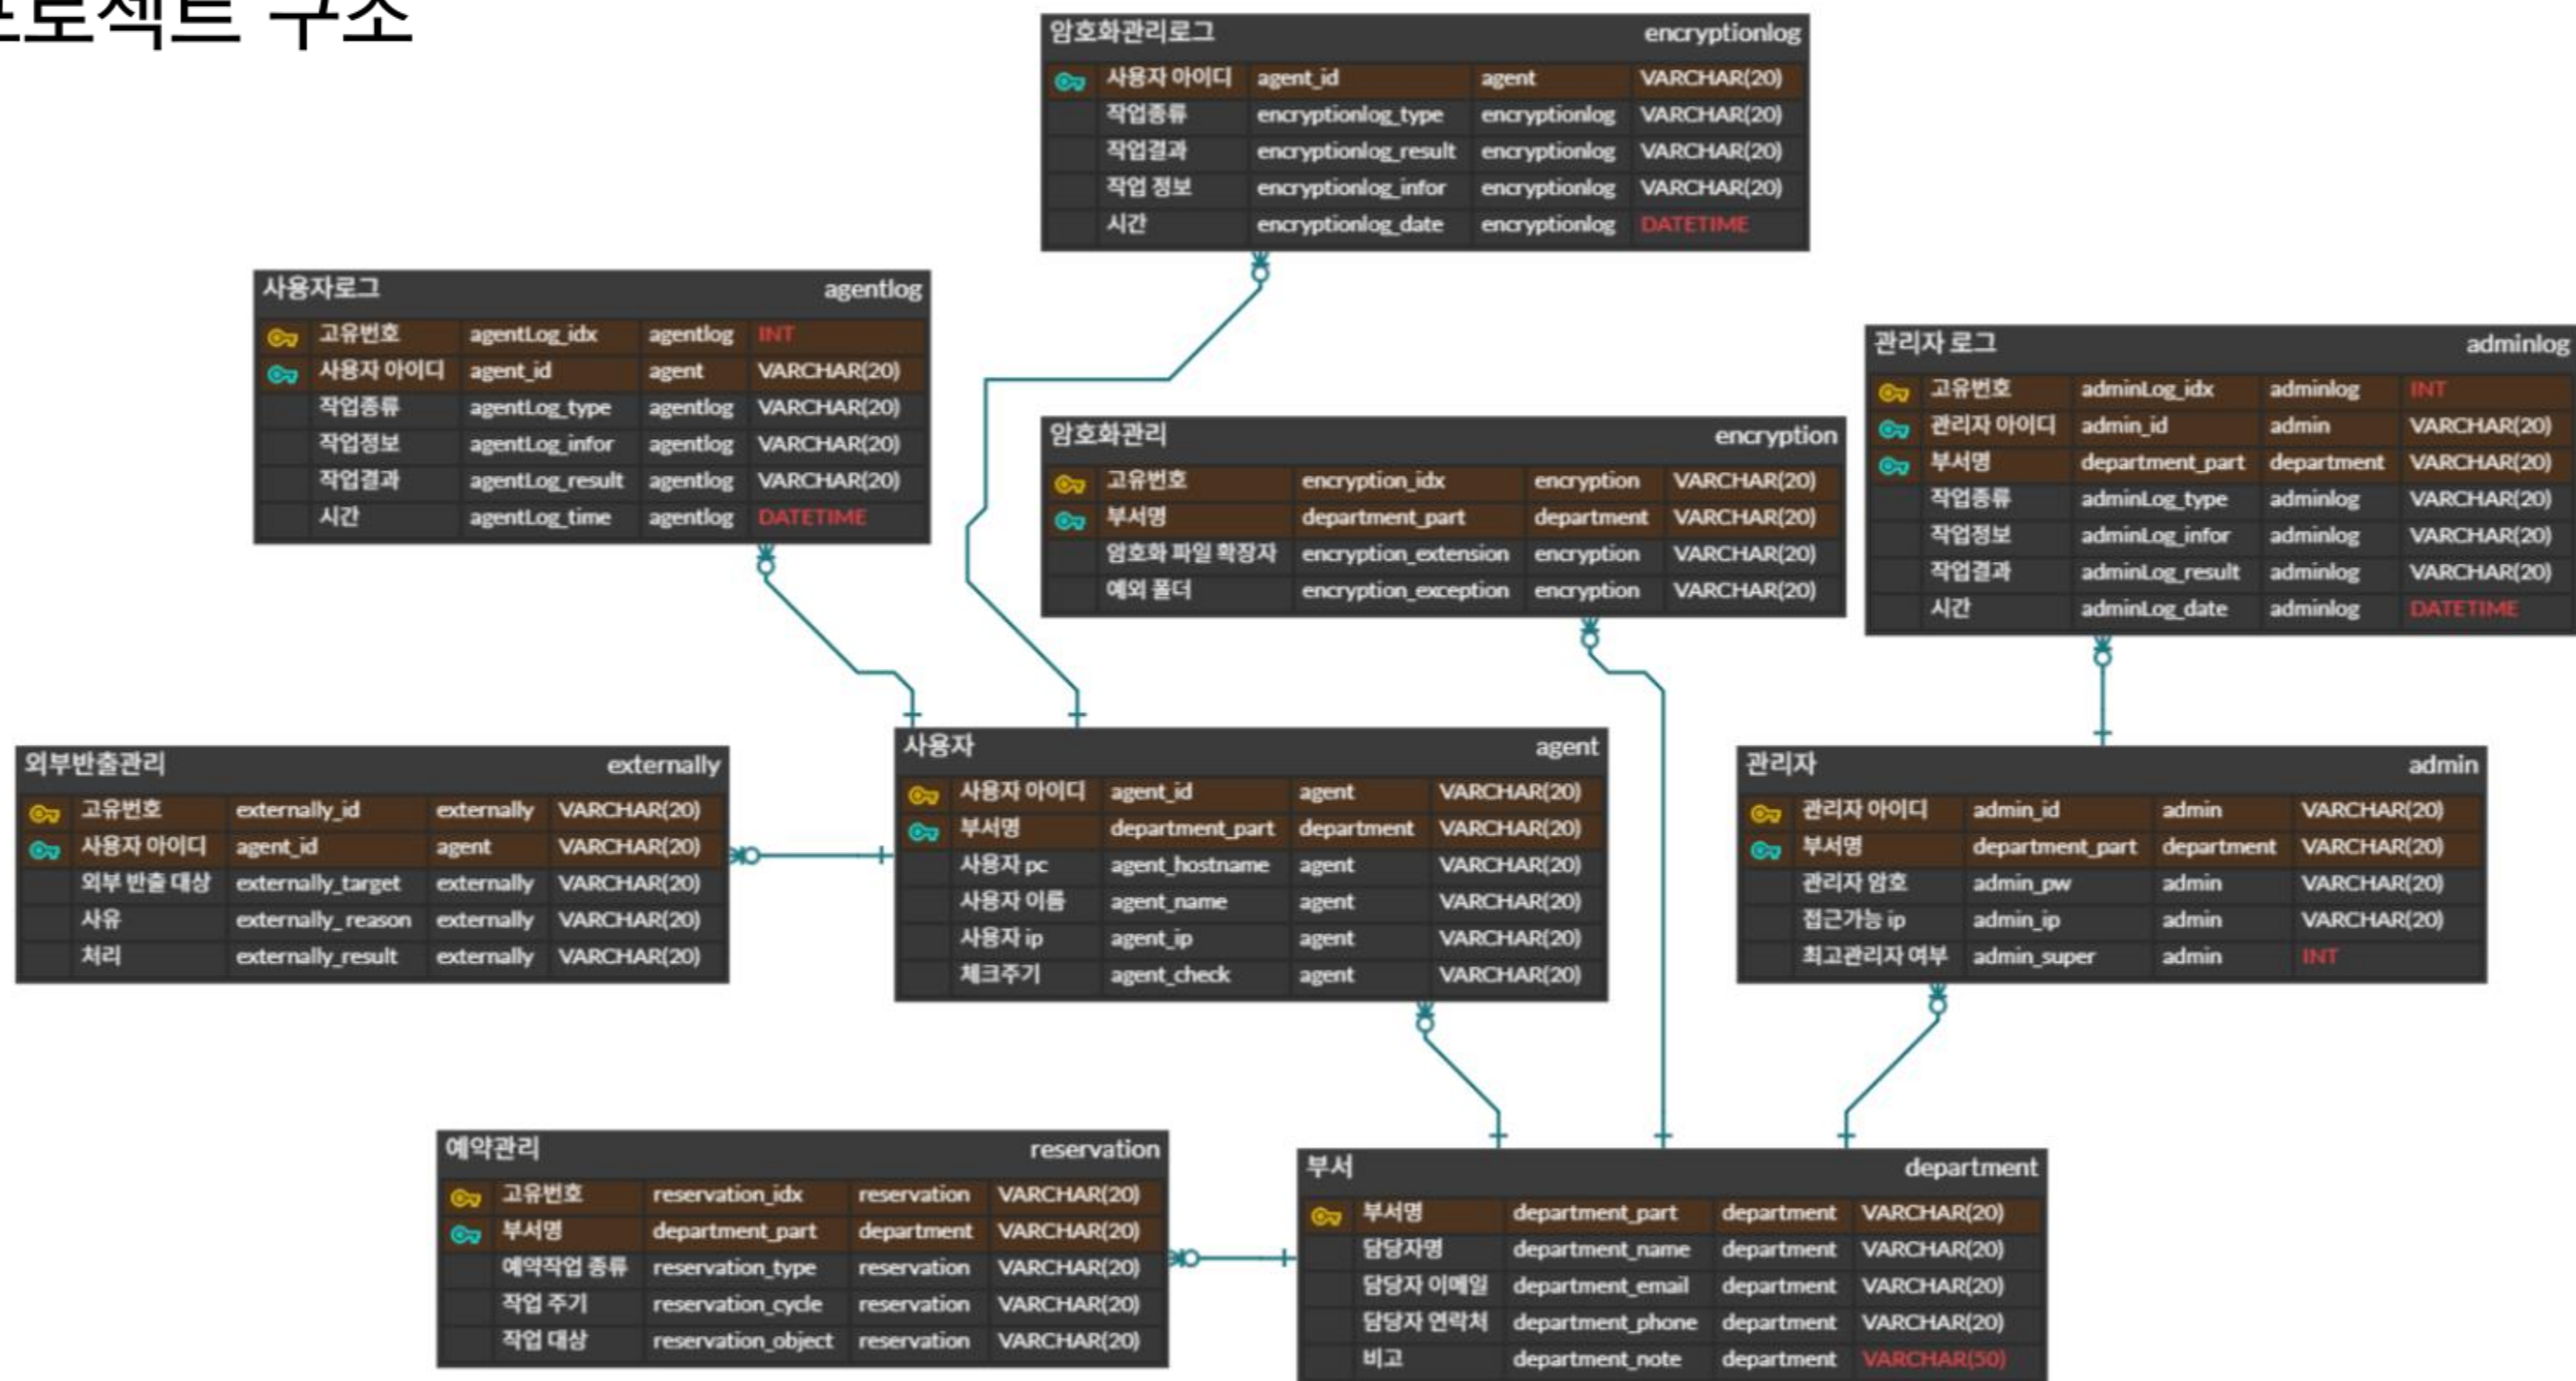 프로젝트 구조
암호화관리로그 encryptionlog
사용자 아이디 agent_id agent VARCHAR(20)
작업종류 encryptionlog_type encryptionlog VARCHAR(20)
작업결과 encryptionlog_result encryptionlog VARCHAR(20)
작업 정보 encryptionlog_infor encryptionlog VARCHAR(20)
시간 encryptionlog_date encryptionlog DATETIME
사용자로그 agentlog
고유번호 agentLog_idx agentlog INT
사용자 아이디 agent_id agent VARCHAR(20)
작업종류 agentLog_type agentlog VARCHAR(20)
작업정보 agentLog_infor agentlog VARCHAR(20)
작업결과 agentLog_result agentlog VARCHAR(20)
시간 agentLog_time agentlog DATETIME
암호화관리 encryption
고유번호 encryption_idx encryption VARCHAR(20)
부서명 department_part department VARCHAR(20)
암호화 파일 확장자 encryption_extension encryption VARCHAR(20)
예외 폴더 encryption_exception encryption VARCHAR(20)
관리자 로그 adminlog
고유번호 adminLog_idx adminlog INT
관리자 아이디 admin_id admin VARCHAR(20)
부서명 department_part department VARCHAR(20)
작업종류 adminLog_type adminlog VARCHAR(20)
작업정보 adminLog_infor adminlog VARCHAR(20)
작업결과 adminLog_result adminlog VARCHAR(20)
시간 adminLog_date adminlog DATETIME
외부반출관리 externally
고유번호 externally_id externally VARCHAR(20)
사용자 아이디 agent_id agent VARCHAR(20)
외부 반출 대상 externally_target externally VARCHAR(20)
사유 externally_reason externally VARCHAR(20)
처리 externally_result externally VARCHAR(20)
사용자 agent
사용자 아이디 agent_id agent VARCHAR(20)
부서명 department_part department VARCHAR(20)
사용자 pc agent_hostname agent VARCHAR(20)
사용자 이름 agent_name agent VARCHAR(20)
사용자 ip agent_ip agent VARCHAR(20)
체크주기 agent_check agent VARCHAR(20)
관리자 admin
관리자 아이디 admin_id admin VARCHAR(20)
부서명 department_part department VARCHAR(20)
관리자 암호 admin_pw admin VARCHAR(20)
접근가능 ip admin_ip admin VARCHAR(20)
최고관리자 여부 admin_super admin INT
예약관리 reservation
고유번호 reservation_idx reservation VARCHAR(20)
부서명 department_part department VARCHAR(20)
예약작업 종류 reservation_type reservation VARCHAR(20)
작업 주기 reservation_cycle reservation VARCHAR(20)
작업 대상 reservation_object reservation VARCHAR(20)
부서 department
부서명 department_part department VARCHAR(20)
담당자명 department_name department VARCHAR(20)
담당자 이메일 department_email department VARCHAR(20)
담당자 연락처 department_phone department VARCHAR(20)
비고 department_note department VARCHAR(50)